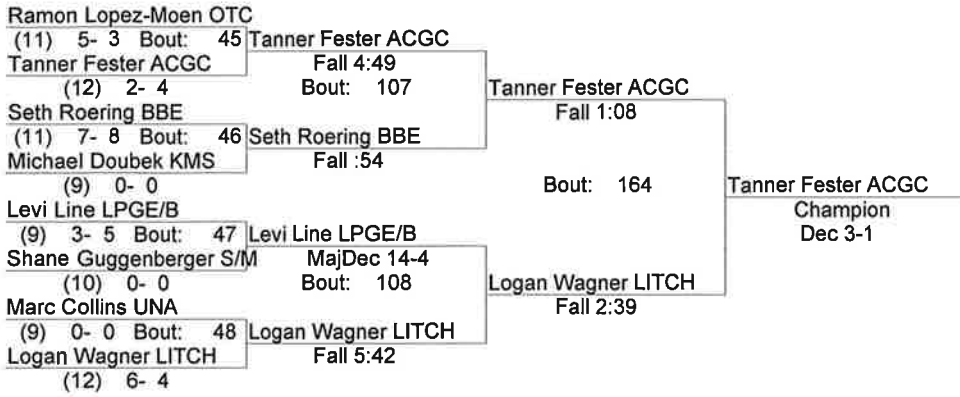 Ramon Lopez-Moen OTC
(11) 5- 3 Bout: 45 Tanner Fester ACGC
Tanner Fester ACGC Fall 4:49
(12) 2- 4 Bout: 107 Tanner Fester ACGC
Seth Roering BBE Fall 1:08
(11) 7- 8 Bout: 46 Seth Roering BBE
Michael Doubek KMS Fall :54
(9) 0- 0 Bout: 164 Tanner Fester ACGC
Levi Line LPGE/B Champion
(9) 3- 5 Bout: 47 Levi Line LPGE/B Dec 3-1
Shane Guggenberger S/M MajDec 14-4
(10) 0- 0 Bout: 108 Logan Wagner LITCH
Marc Collins UNA Fall 2:39
(9) 0- 0 Bout: 48 Logan Wagner LITCH
Logan Wagner LITCH Fall 5:42
(12) 6- 4